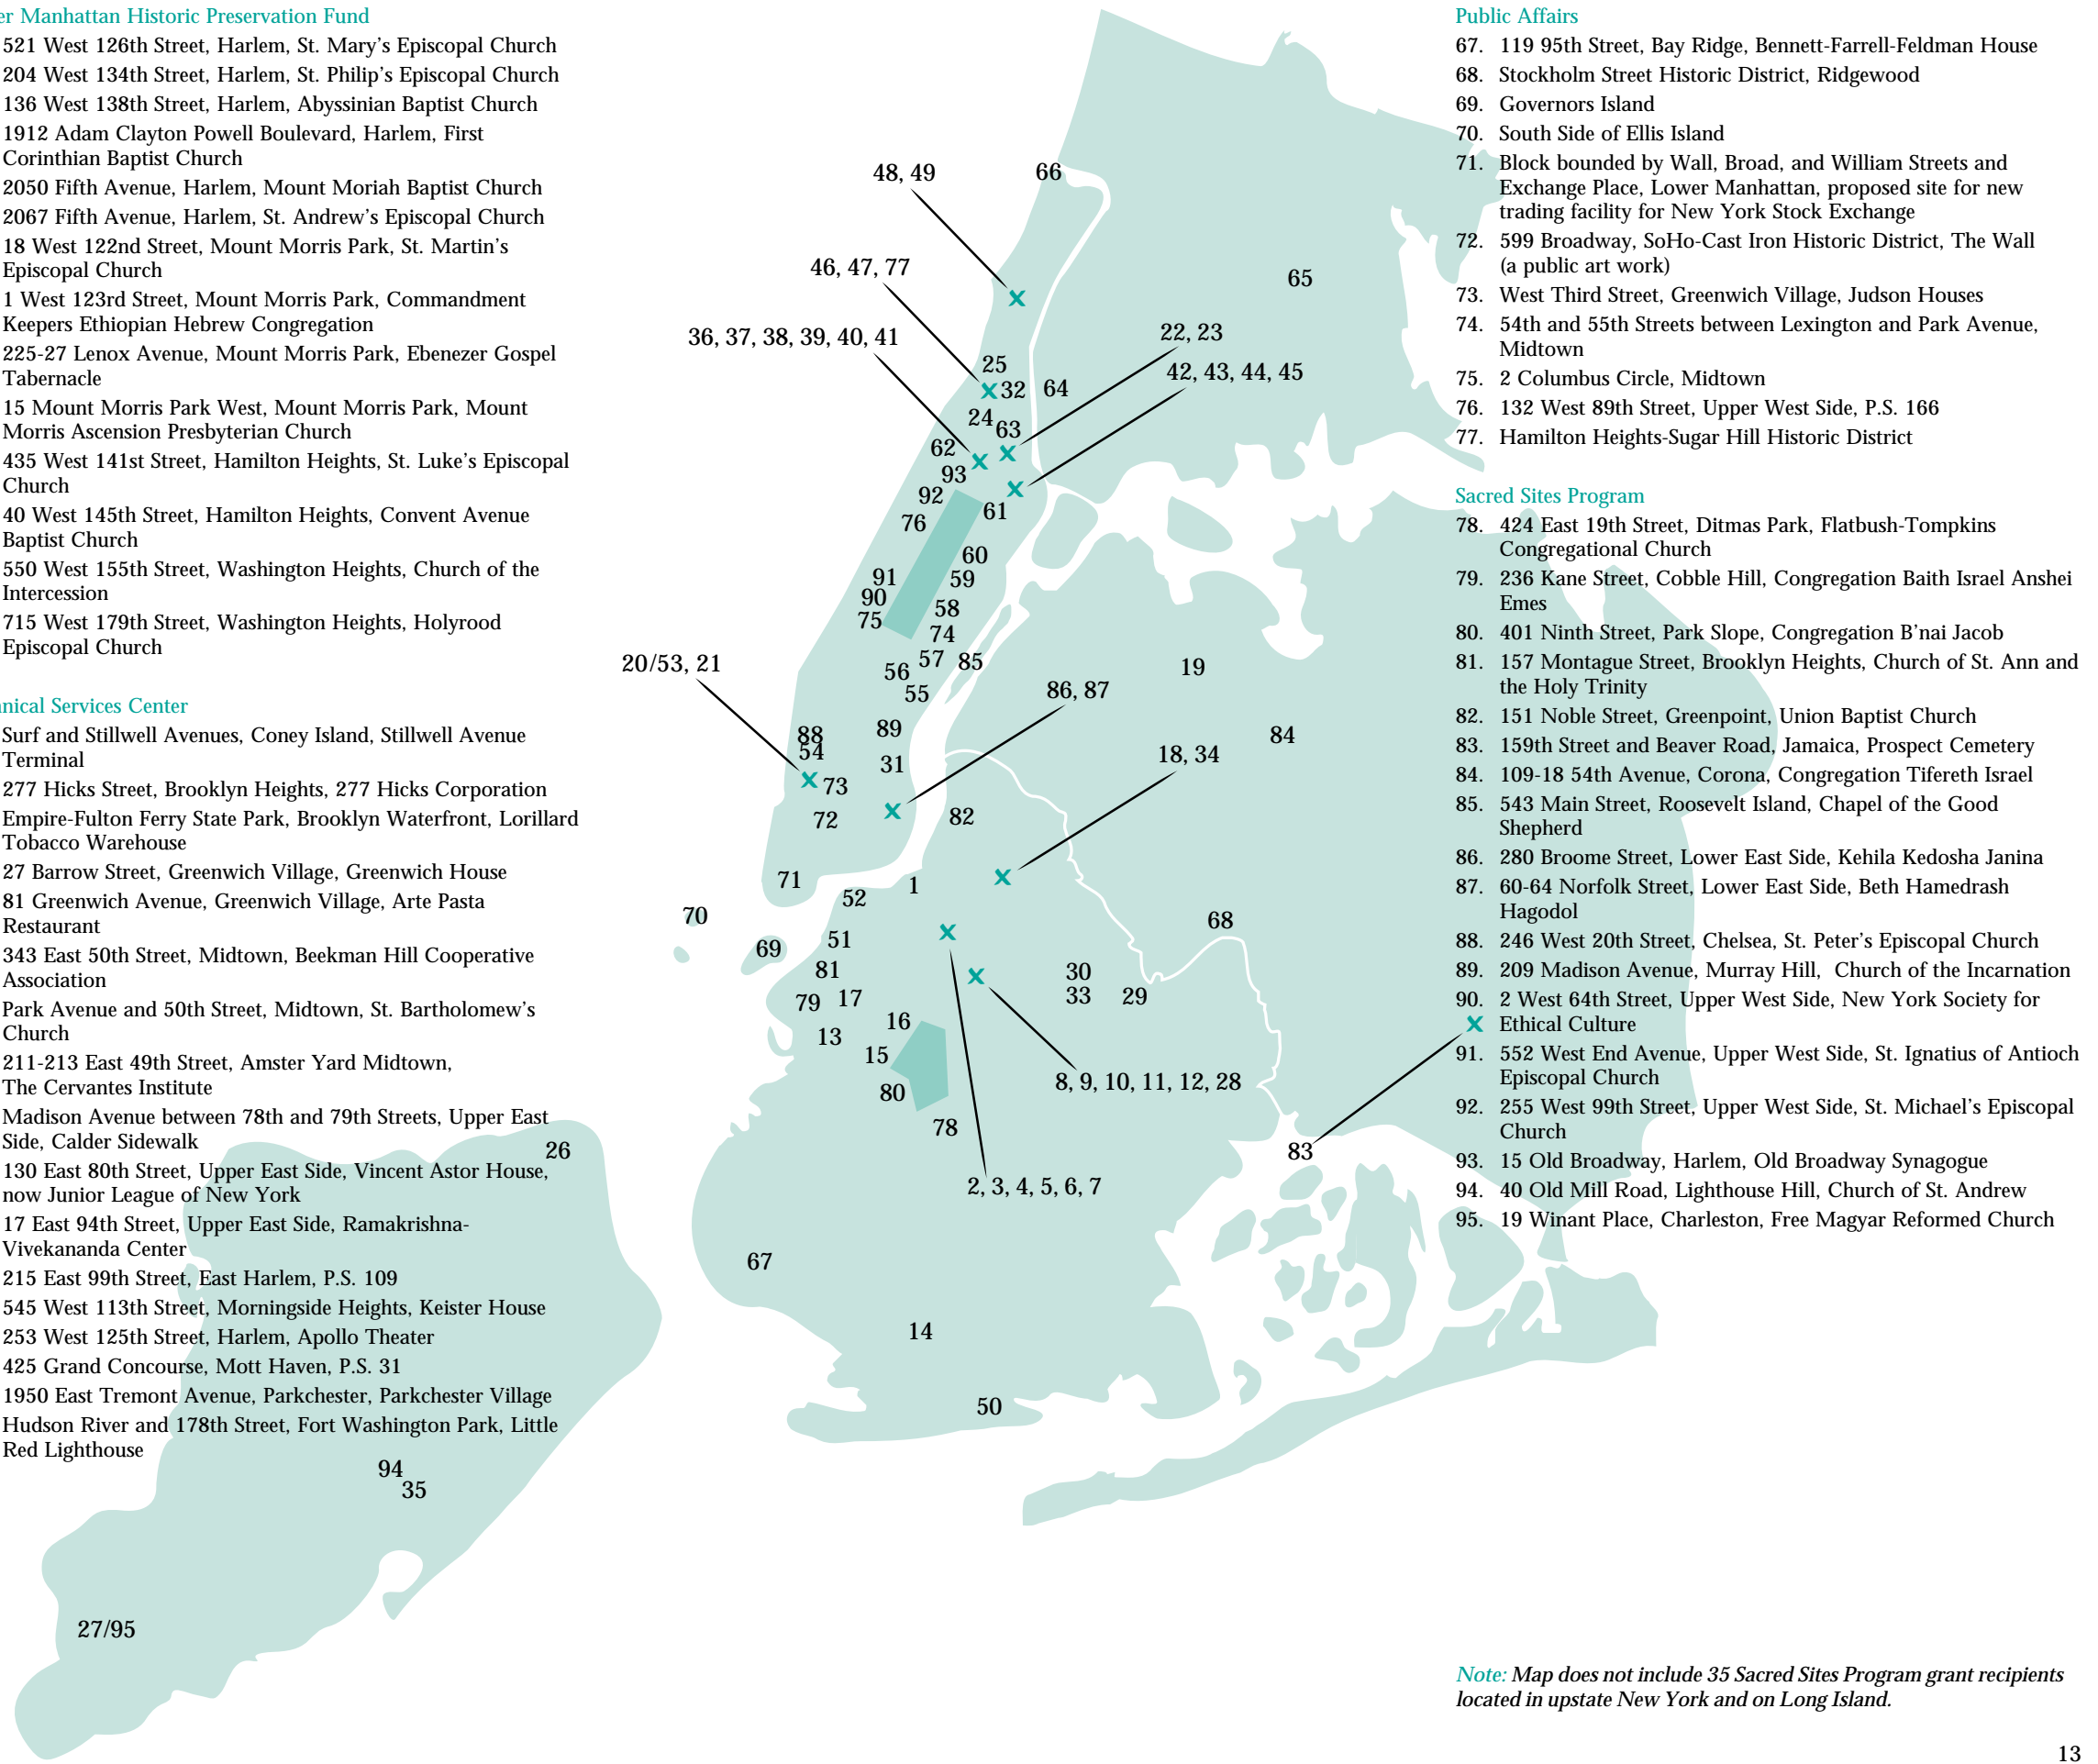 er Manhattan Historic Preservation Fund
521 West 126th Street, Harlem, St. Mary's Episcopal Church
204 West 134th Street, Harlem, St. Philip's Episcopal Church
136 West 138th Street, Harlem, Abyssinian Baptist Church
1912 Adam Clayton Powell Boulevard, Harlem, First
Corinthian Baptist Church
2050 Fifth Avenue, Harlem, Mount Moriah Baptist Church
2067 Fifth Avenue, Harlem, St. Andrew's Episcopal Church
18 West 122nd Street, Mount Morris Park, St. Martin's
Episcopal Church
1 West 123rd Street, Mount Morris Park, Commandment
Keepers Ethiopian Hebrew Congregation
225-27 Lenox Avenue, Mount Morris Park, Ebenezer Gospel
Tabernacle
15 Mount Morris Park West, Mount Morris Park, Mount
Morris Ascension Presbyterian Church
435 West 141st Street, Hamilton Heights, St. Luke's Episcopal
Church
40 West 145th Street, Hamilton Heights, Convent Avenue
Baptist Church
550 West 155th Street, Washington Heights, Church of the
Intercession
715 West 179th Street, Washington Heights, Holyrood
Episcopal Church
nical Services Center
Surf and Stillwell Avenues, Coney Island, Stillwell Avenue
Terminal
277 Hicks Street, Brooklyn Heights, 277 Hicks Corporation
Empire-Fulton Ferry State Park, Brooklyn Waterfront, Lorillard
Tobacco Warehouse
27 Barrow Street, Greenwich Village, Greenwich House
81 Greenwich Avenue, Greenwich Village, Arte Pasta
Restaurant
343 East 50th Street, Midtown, Beekman Hill Cooperative
Association
Park Avenue and 50th Street, Midtown, St. Bartholomew's
Church
211-213 East 49th Street, Amster Yard Midtown,
The Cervantes Institute
Madison Avenue between 78th and 79th Streets, Upper East
Side, Calder Sidewalk
130 East 80th Street, Upper East Side, Vincent Astor House,
now Junior League of New York
17 East 94th Street, Upper East Side, Ramakrishna-
Vivekananda Center
215 East 99th Street, East Harlem, P.S. 109
545 West 113th Street, Morningside Heights, Keister House
253 West 125th Street, Harlem, Apollo Theater
425 Grand Concourse, Mott Haven, P.S. 31
1950 East Tremont Avenue, Parkchester, Parkchester Village
Hudson River and 178th Street, Fort Washington Park, Little
Red Lighthouse
48, 49
66
46, 47, 77
65
36, 37, 38, 39, 40, 41
22, 23
25
42, 43, 44, 45
32
64
24
63
62
93
92
61
76
60
91
59
90
58
75
74
57
85
20/53, 21
56
19
55
86, 87
89
88
84
54
31
18, 34
73
72
82
71
1
52
70
68
51
69
81
30
33
29
79
17
16
13
15
8, 9, 10, 11, 12, 28
80
78
26
83
2, 3, 4, 5, 6, 7
67
14
50
94
35
27/95
Public Affairs
67. 119 95th Street, Bay Ridge, Bennett-Farrell-Feldman House
68. Stockholm Street Historic District, Ridgewood
69. Governors Island
70. South Side of Ellis Island
71. Block bounded by Wall, Broad, and William Streets and
Exchange Place, Lower Manhattan, proposed site for new
trading facility for New York Stock Exchange
72. 599 Broadway, SoHo-Cast Iron Historic District, The Wall
(a public art work)
73. West Third Street, Greenwich Village, Judson Houses
74. 54th and 55th Streets between Lexington and Park Avenue,
Midtown
75. 2 Columbus Circle, Midtown
76. 132 West 89th Street, Upper West Side, P.S. 166
77. Hamilton Heights-Sugar Hill Historic District
Sacred Sites Program
78. 424 East 19th Street, Ditmas Park, Flatbush-Tompkins
Congregational Church
79. 236 Kane Street, Cobble Hill, Congregation Baith Israel Anshei
Emes
80. 401 Ninth Street, Park Slope, Congregation B'nai Jacob
81. 157 Montague Street, Brooklyn Heights, Church of St. Ann and
the Holy Trinity
82. 151 Noble Street, Greenpoint, Union Baptist Church
83. 159th Street and Beaver Road, Jamaica, Prospect Cemetery
84. 109-18 54th Avenue, Corona, Congregation Tifereth Israel
85. 543 Main Street, Roosevelt Island, Chapel of the Good
Shepherd
86. 280 Broome Street, Lower East Side, Kehila Kedosha Janina
87. 60-64 Norfolk Street, Lower East Side, Beth Hamedrash
Hagodol
88. 246 West 20th Street, Chelsea, St. Peter's Episcopal Church
89. 209 Madison Avenue, Murray Hill, Church of the Incarnation
90. 2 West 64th Street, Upper West Side, New York Society for
Ethical Culture
91. 552 West End Avenue, Upper West Side, St. Ignatius of Antioch
Episcopal Church
92. 255 West 99th Street, Upper West Side, St. Michael's Episcopal
Church
93. 15 Old Broadway, Harlem, Old Broadway Synagogue
94. 40 Old Mill Road, Lighthouse Hill, Church of St. Andrew
95. 19 Winant Place, Charleston, Free Magyar Reformed Church
Note: Map does not include 35 Sacred Sites Program grant recipients
located in upstate New York and on Long Island.
13